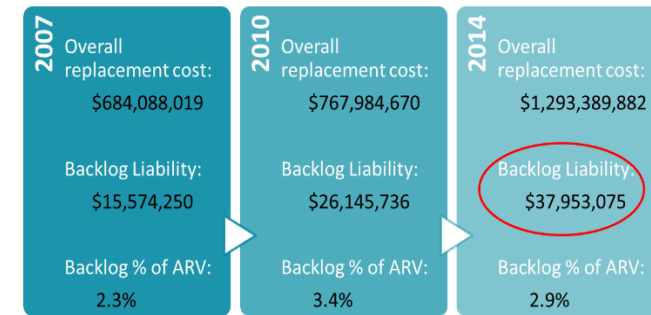 2007
Overall
replacement cost:
$684,088,019
Backlog Liability:
$15,574,250
Backlog % of ARV:
2.3%
2010
Overall
replacement cost:
$767,984,670
Backlog Liability:
$26,145,736
Backlog % of ARV:
3.4%
2014
Overall
replacement cost:
$1,293,389,882
Backlog Liability:
$37,953,075
Backlog % of ARV:
2.9%